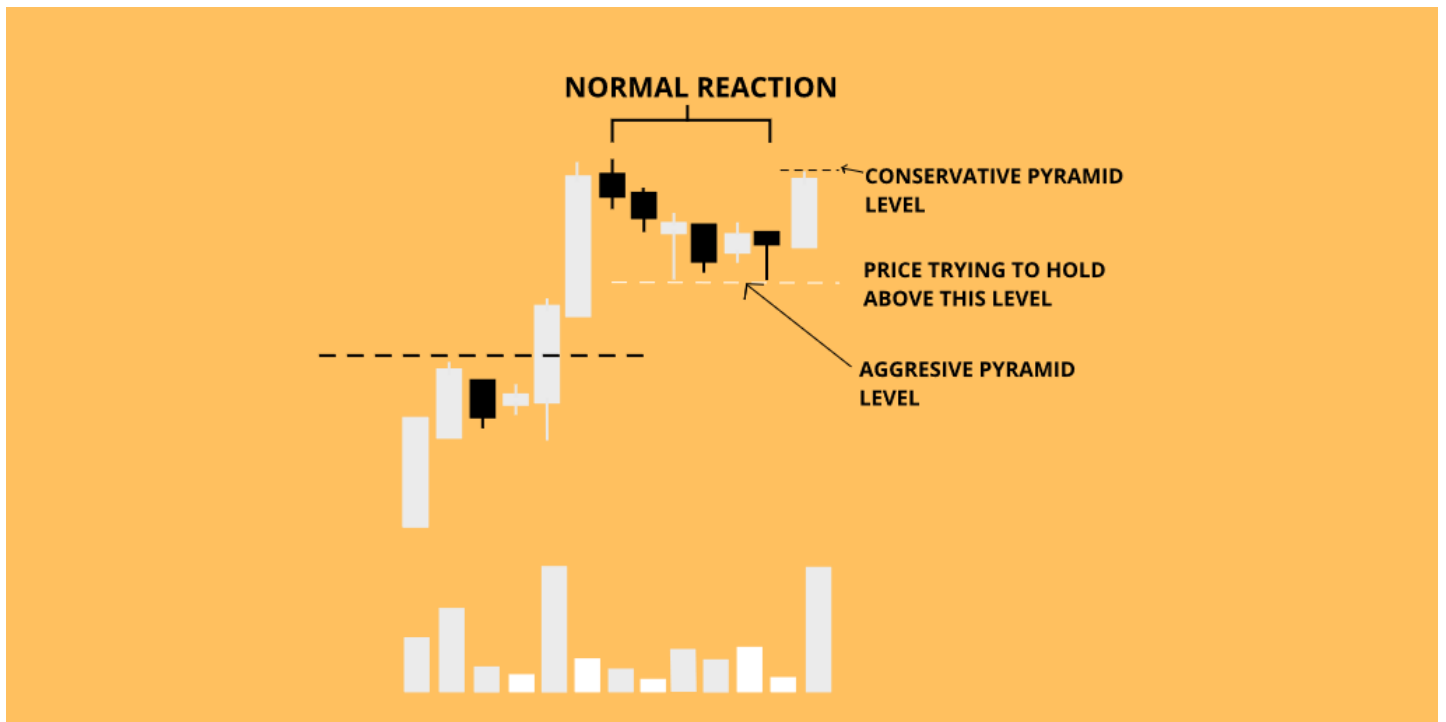 NORMAL REACTION
CONSERVATIVE PYRAMID
LEVEL
PRICE TRYING TO HOLD
ABOVE THIS LEVEL
AGGRESIVE PYRAMID
LEVEL